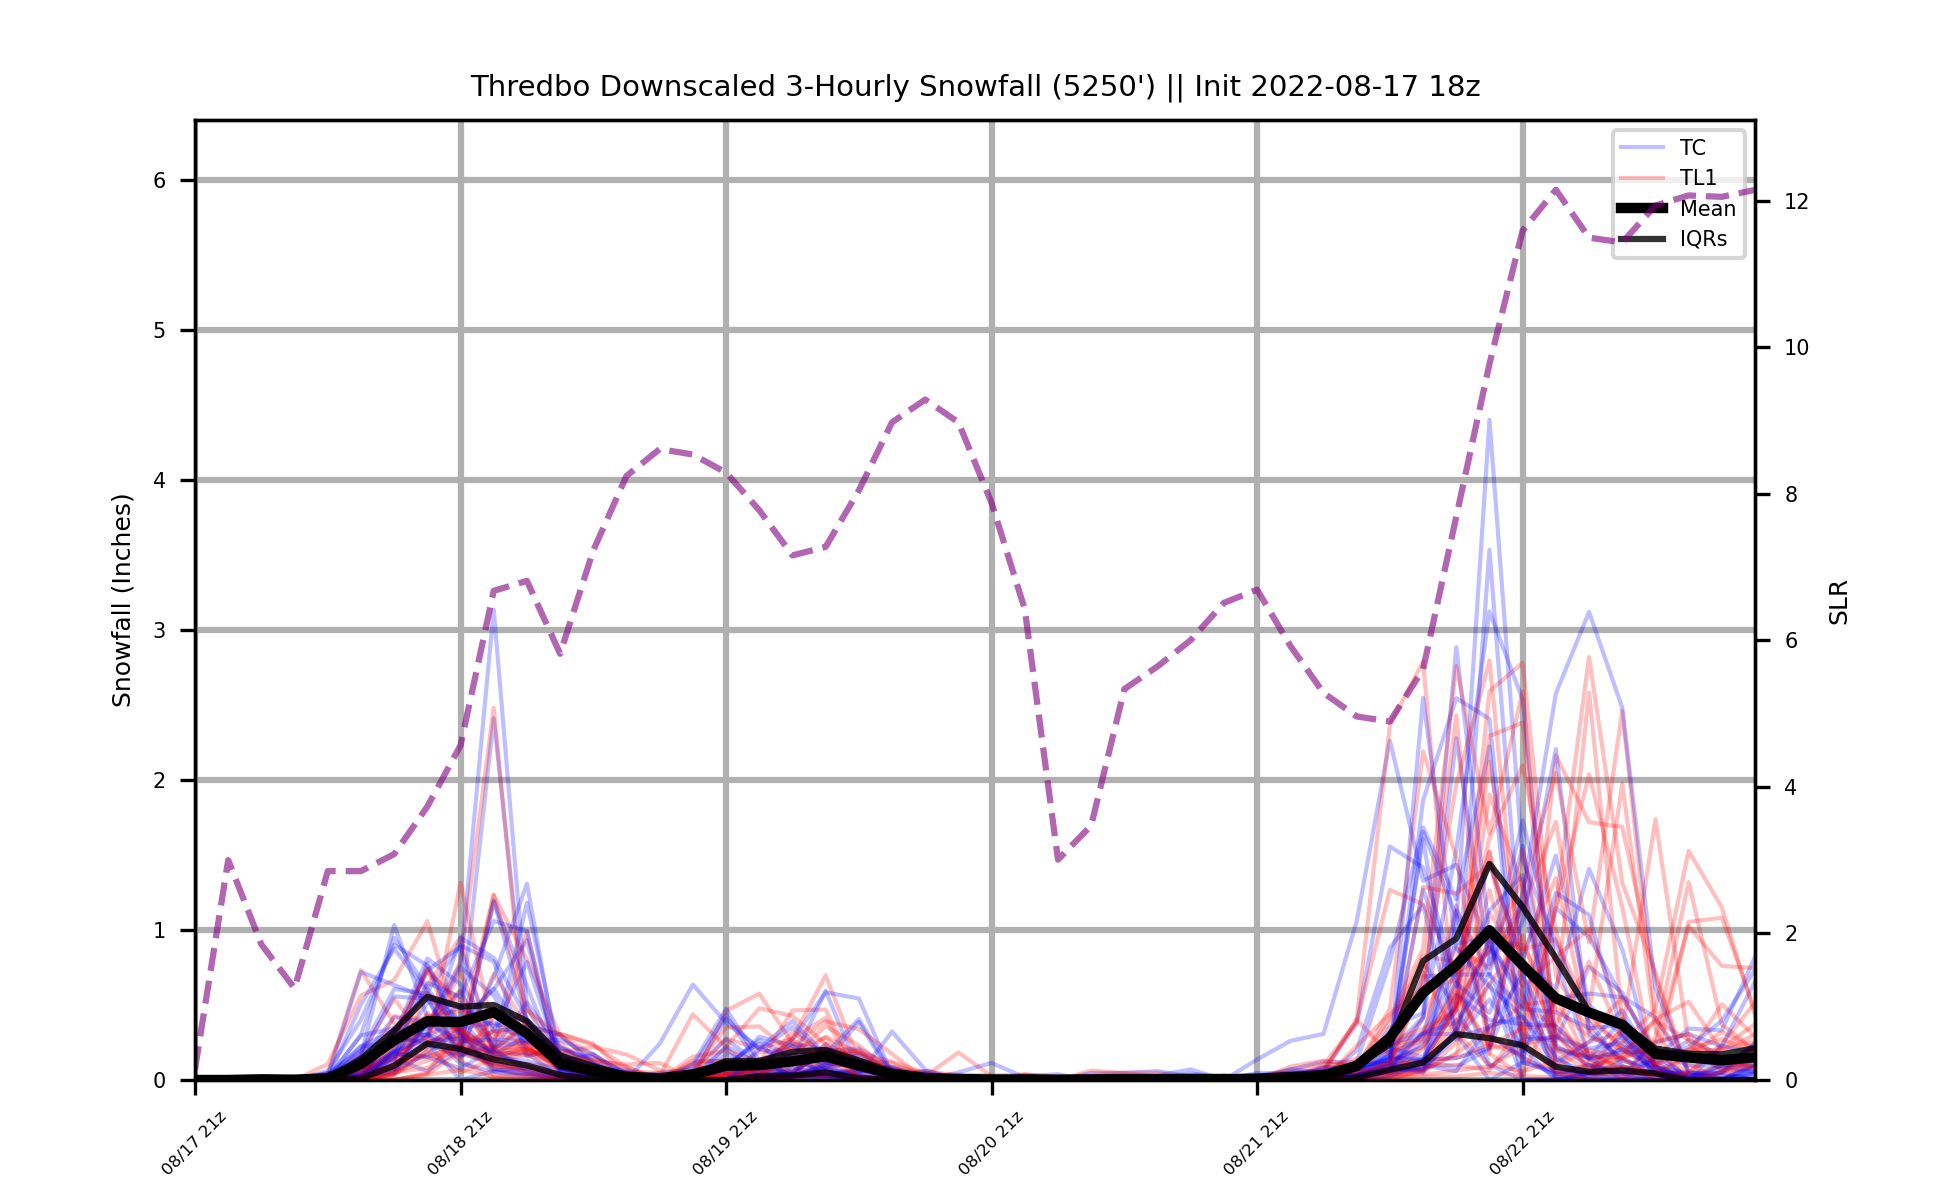 Thredbo Downscaled 3-Hourly Snowfall (5250') || Init 2022-08-17 18z
TC
TL1
Mean
IQRs
6
5
4
3
2
1
0
Snowfall (Inches)
12
10
8
6
4
2
0
SLR
08/17 21z
08/18 21z
08/19 21z
08/20 21z
08/21 21z
08/22 21z